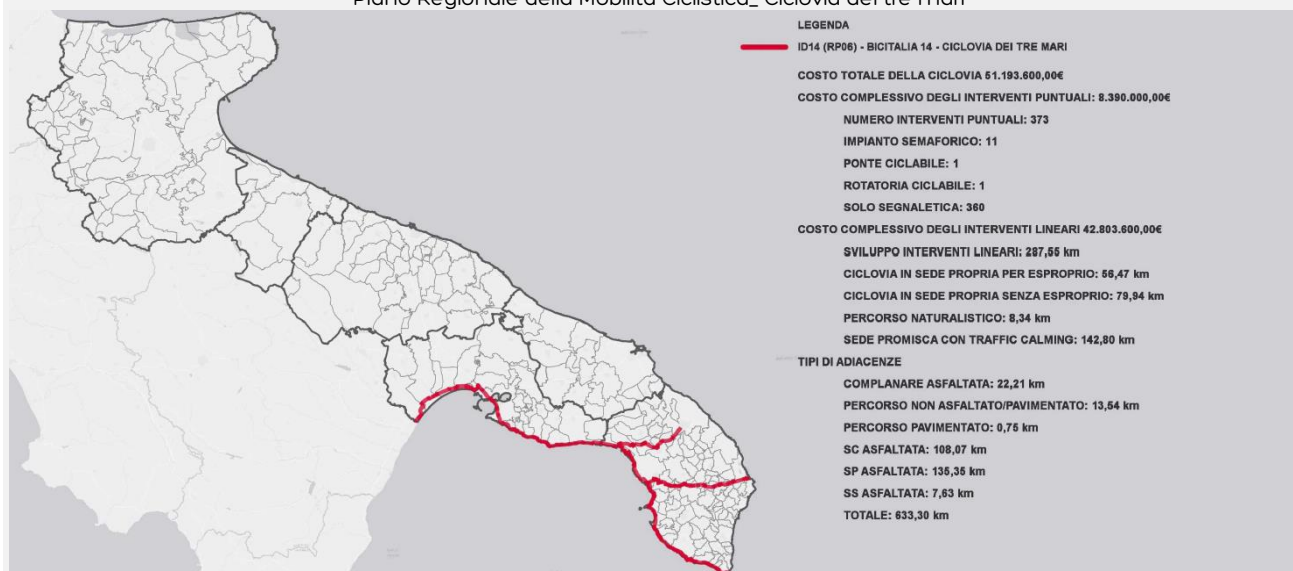 Piano Regionale della Mobilità Ciclistica_ Ciclovia dei tre mari
LEGENDA
ID14 (RP06) - BICITALIA 14 - CICLOVIA DEI TRE MARI
COSTO TOTALE DELLA CICLOVIA 51.193.600,00€
COSTO COMPLESSIVO DEGLI INTERVENTI PUNTUALI: 8.390.000,00€
NUMERO INTERVENTI PUNTUALI: 373
IMPIANTO SEMAFORICO: 11
PONTE CICLABILE: 1
ROTATORIA CICLABILE: 1
SOLO SEGNALETICA: 360
COSTO COMPLESSIVO DEGLI INTERVENTI LINEARI 42.803.600,00€
SVILUPPO INTERVENTI LINEARI: 287,55 km
CICLOVIA IN SEDE PROPRIA PER ESPROPRIO: 56,47 km
CICLOVIA IN SEDE PROPRIA SENZA ESPROPRIO: 79,94 km
PERCORSO NATURALISTICO: 8,34 km
SEDE PROMISCA CON TRAFFIC CALMING: 142,80 km
TIPI DI ADIACENZE
COMPLANARE ASFALTATA: 22,21 km
PERCORSO NON ASFALTATO/PAVIMENTATO: 13,54 km
PERCORSO PAVIMENTATO: 0,75 km
SC ASFALTATA: 108,07 km
SP ASFALTATA: 135,35 km
SS ASFALTATA: 7,63 km
TOTALE: 633,30 km